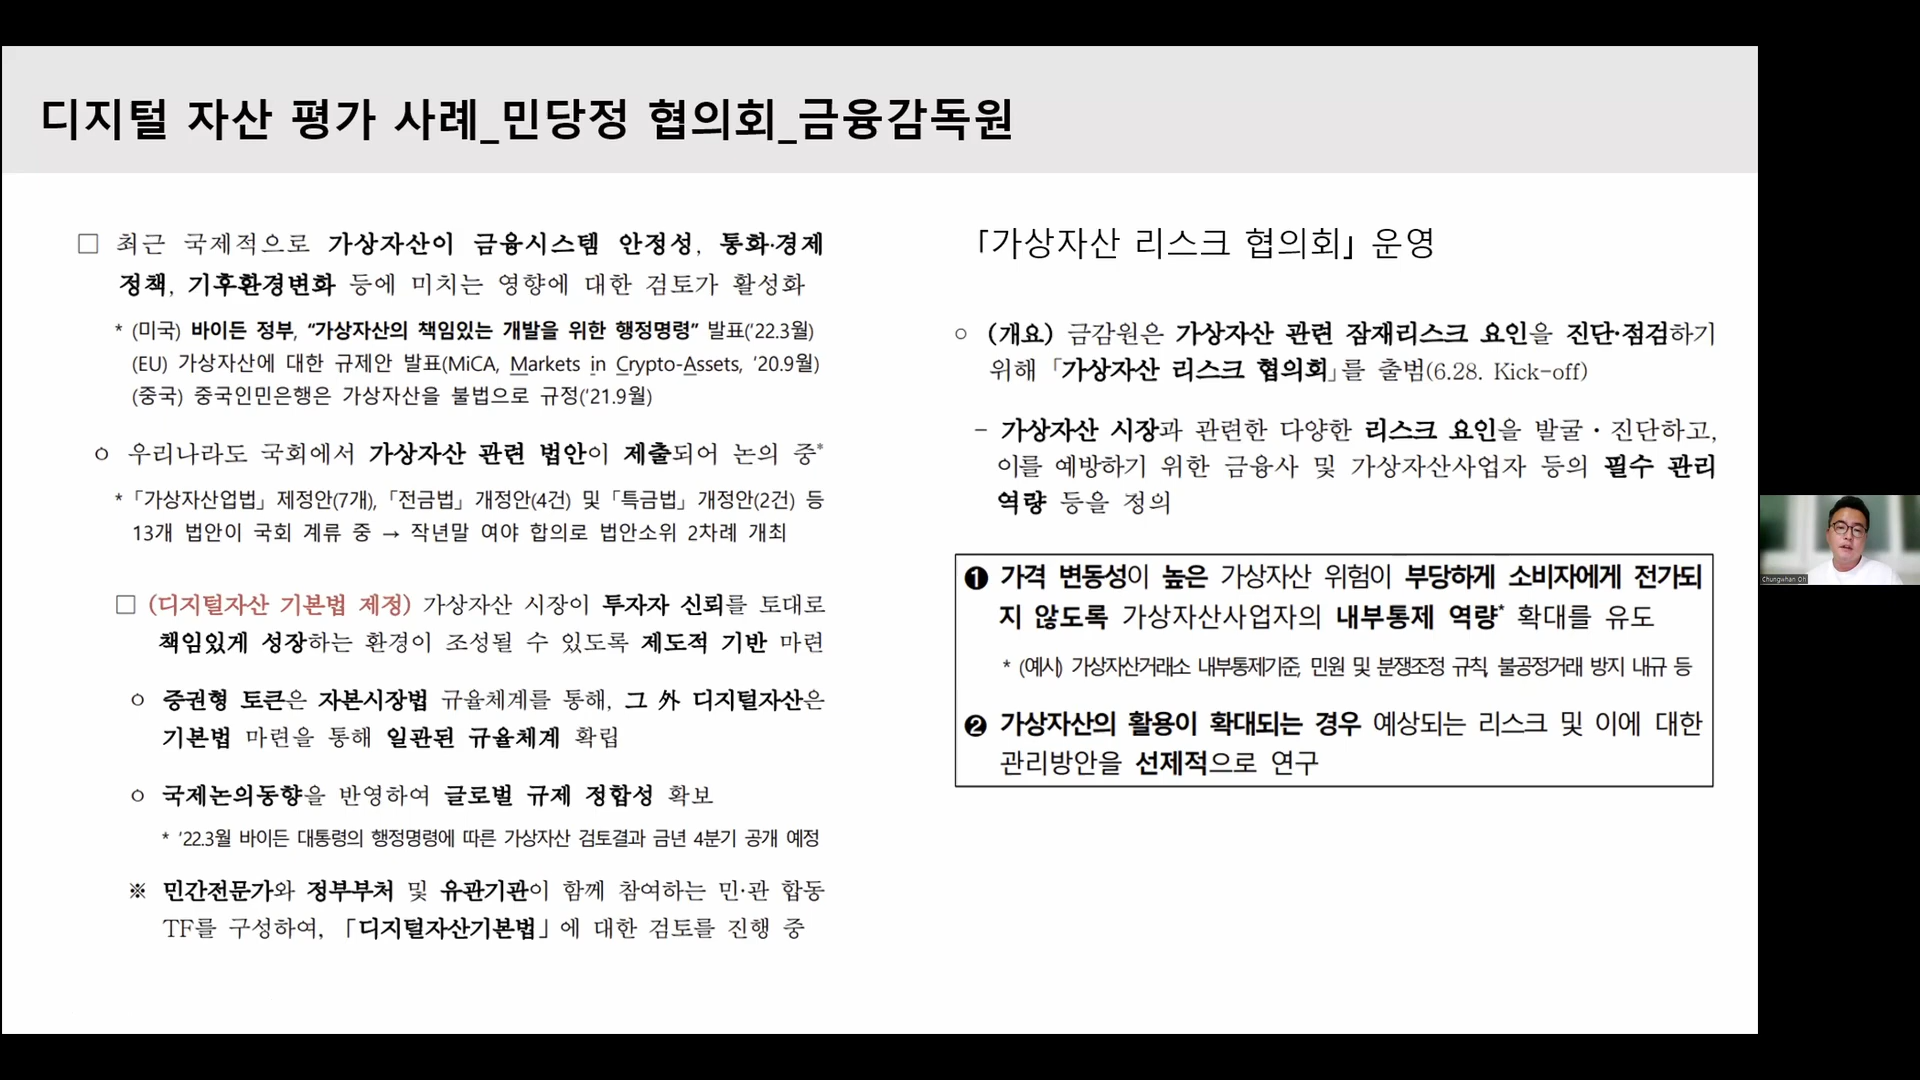 디지털 자산 평가 사례_민당정 협의회_금융감독원
□ 최근 국제적으로 가상자산이 금융시스템 안정성, 통화·경제
정책, 기후환경변화 등에 미치는 영향에 대한 검토가 활성화
* (미국) 바이든 정부, “가상자산의 책임있는 개발을 위한 행정명령” 발표(‘22.3월)
(EU) 가상자산에 대한 규제안 발표(MiCA, Markets in Crypto-Assets, ‘20.9월)
(중국) 중국인민은행은 가상자산을 불법으로 규정(‘21.9월)
ㅇ 우리나라도 국회에서 가상자산 관련 법안이 제출되어 논의 중*
* 「가상자산업법」 제정안(7개), 「전금법」 개정안(4건) 및 「특금법」 개정안(2건) 등
13개 법안이 국회 계류 중 → 작년말 여야 합의로 법안소위 2차례 개최
□ (디지털자산 기본법 제정) 가상자산 시장이 투자자 신뢰를 토대로
책임있게 성장하는 환경이 조성될 수 있도록 제도적 기반 마련
ㅇ 증권형 토큰은 자본시장법 규율체계를 통해, 그 外 디지털자산은
기본법 마련을 통해 일관된 규율체계 확립
ㅇ 국제논의동향을 반영하여 글로벌 규제 정합성 확보
* ‘22.3월 바이든 대통령의 행정명령에 따른 가상자산 검토결과 금년 4분기 공개 예정
※ 민간전문가와 정부부처 및 유관기관이 함께 참여하는 민·관 합동
TF를 구성하여, 「디지털자산기본법」에 대한 검토를 진행 중
「가상자산 리스크 협의회」 운영
○ (개요) 금감원은 가상자산 관련 잠재리스크 요인을 진단·점검하기
위해 「가상자산 리스크 협의회」를 출범(6.28. Kick-off)
- 가상자산 시장과 관련한 다양한 리스크 요인을 발굴・진단하고,
이를 예방하기 위한 금융사 및 가상자산사업자 등의 필수 관리
역량 등을 정의
❶ 가격 변동성이 높은 가상자산 위험이 부당하게 소비자에게 전가되
지 않도록 가상자산사업자의 내부통제 역량* 확대를 유도
* (예시) 가상자산거래소 내부통제기준, 민원 및 분쟁조정 규칙, 불공정거래 방지 내규 등
❷ 가상자산의 활용이 확대되는 경우 예상되는 리스크 및 이에 대한
관리방안을 선제적으로 연구
Chungwhan Oh